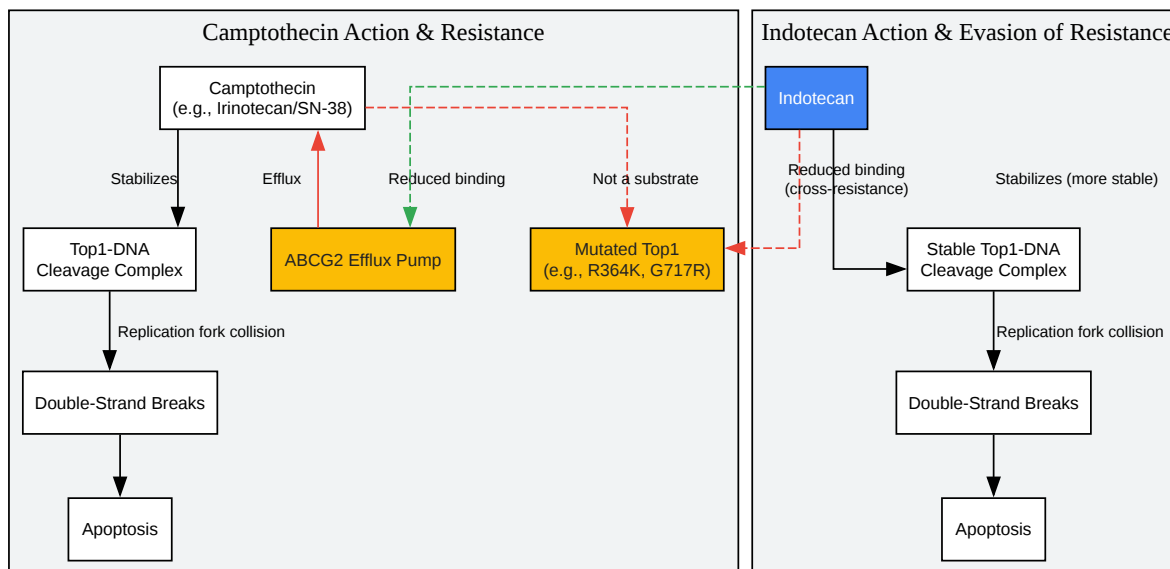 Camptothecin Action & Resistance
Indotecan Action & Evasion of Resistance
Camptothecin
(e.g., Irinotecan/SN-38)
Indotecan
Stabilizes
Efflux
Reduced binding
Not a substrate
Reduced binding
(cross-resistance)
Stabilizes (more stable)
Top1-DNA
Cleavage Complex
ABCG2 Efflux Pump
Mutated Top1
(e.g., R364K, G717R)
Stable Top1-DNA
Cleavage Complex
Replication fork collision
Replication fork collision
Double-Strand Breaks
Double-Strand Breaks
Apoptosis
Apoptosis